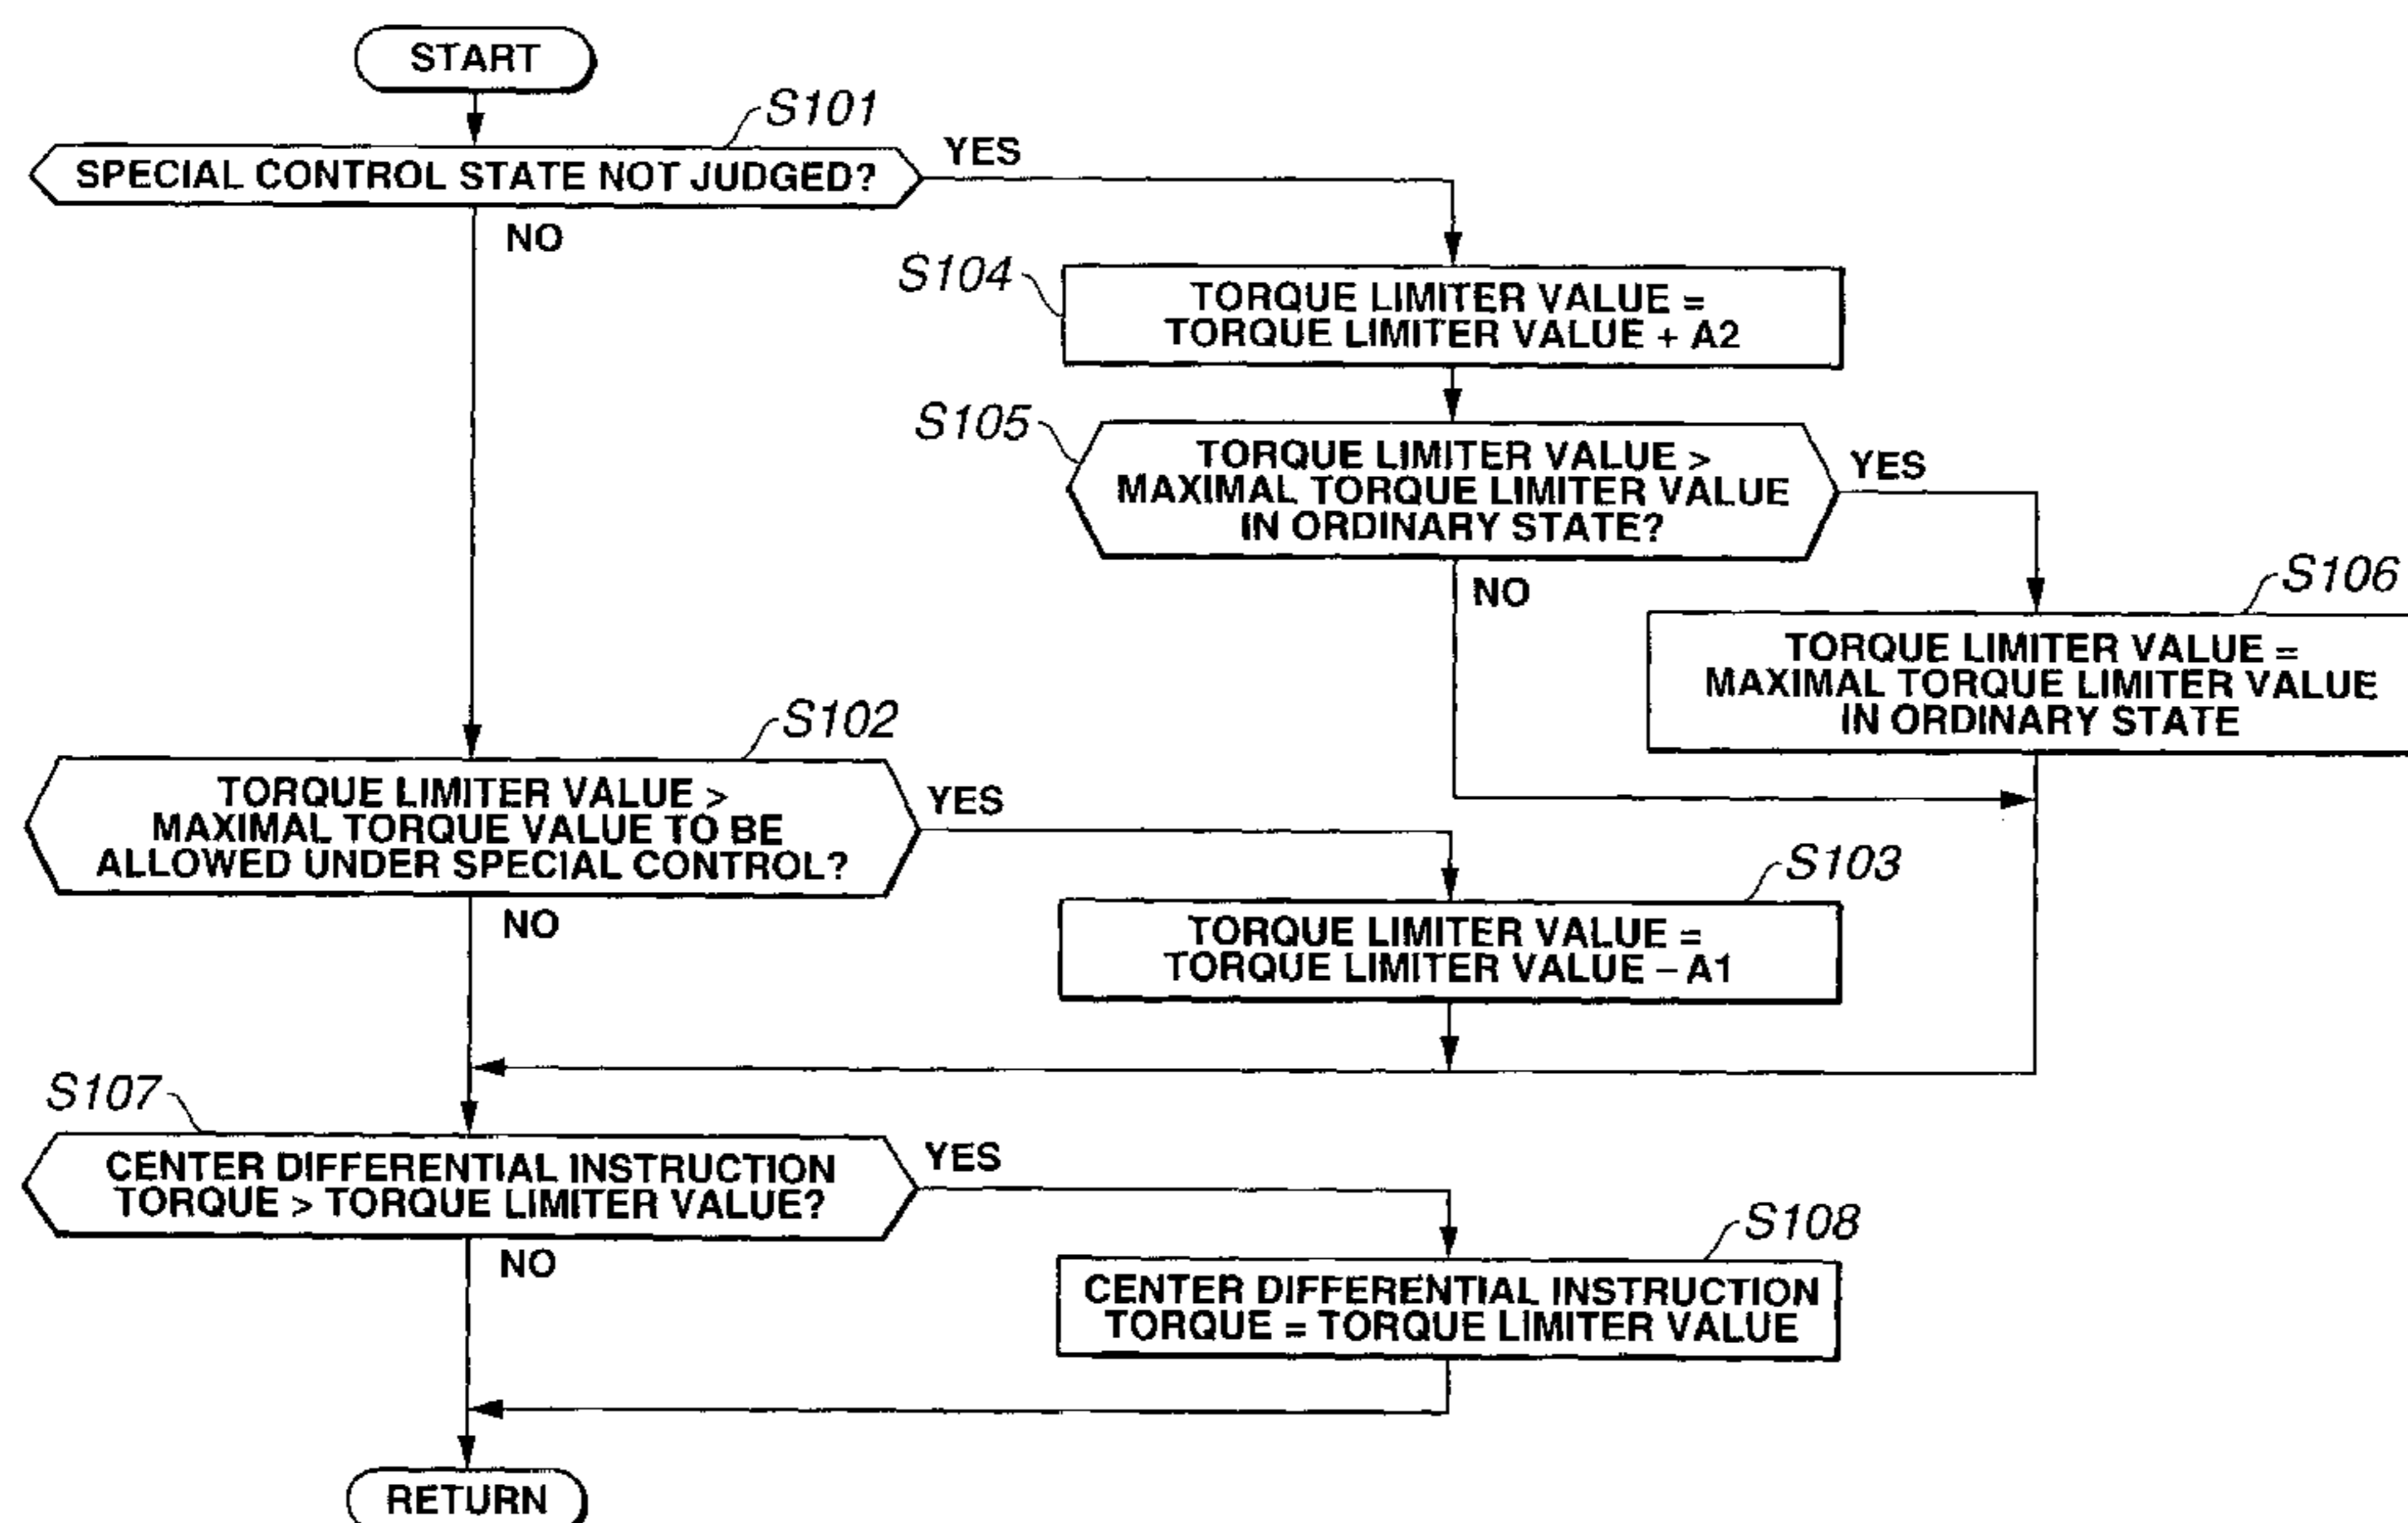 START
S101
SPECIAL CONTROL STATE NOT JUDGED?
YES
NO
S104
TORQUE LIMITER VALUE =
TORQUE LIMITER VALUE + A2
S105
TORQUE LIMITER VALUE >
MAXIMAL TORQUE LIMITER VALUE
IN ORDINARY STATE?
YES
NO
S106
TORQUE LIMITER VALUE =
MAXIMAL TORQUE LIMITER VALUE
IN ORDINARY STATE
S102
TORQUE LIMITER VALUE >
MAXIMAL TORQUE VALUE TO BE
ALLOWED UNDER SPECIAL CONTROL?
YES
NO
S103
TORQUE LIMITER VALUE =
TORQUE LIMITER VALUE – A1
S107
CENTER DIFFERENTIAL INSTRUCTION
TORQUE > TORQUE LIMITER VALUE?
YES
NO
S108
CENTER DIFFERENTIAL INSTRUCTION
TORQUE = TORQUE LIMITER VALUE
RETURN